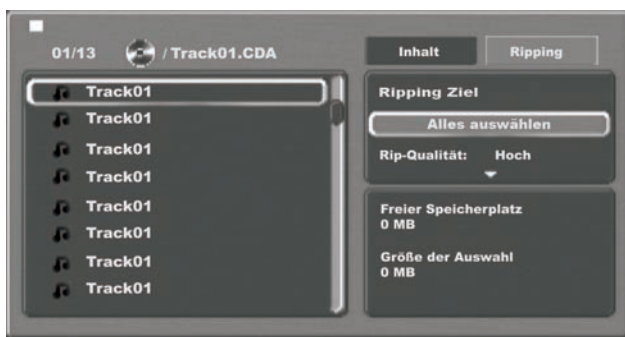 01/13 / Track01.CDA
Inhalt
Ripping
Track01
Track01
Track01
Track01
Track01
Track01
Track01
Track01
Ripping Ziel
Alles auswählen
Rip-Qualität: Hoch
Freier Speicherplatz
0 MB
Größe der Auswahl
0 MB